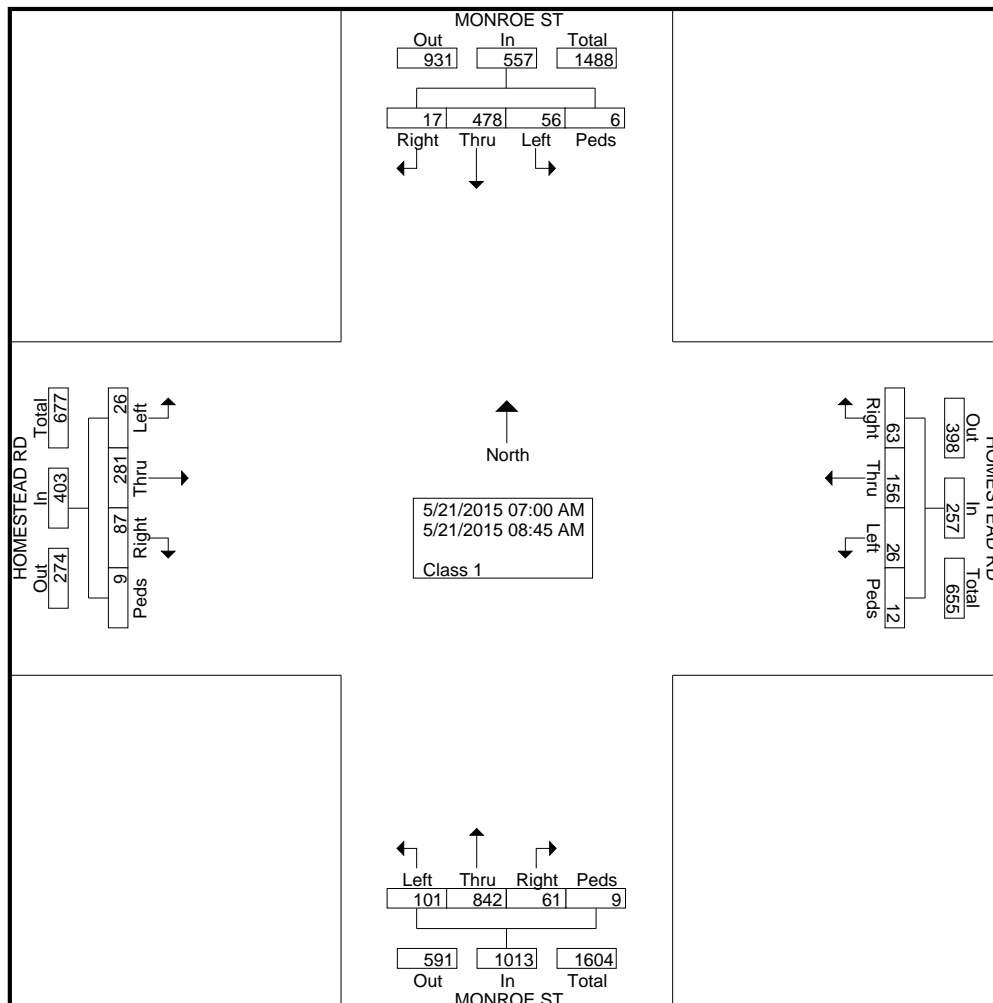 MONROE ST
Out In Total
931 557 1488
17 478 56 6
Right Thru Left Peds
HOMESTEAD RD
Total In Out
677 403 274
26 281 87 9
Left Thru Right Peds
North
5/21/2015 07:00 AM
5/21/2015 08:45 AM
Class 1
Right Thru Left Peds
63 156 26 12
Out In Total
398 257 655
HOMESTEAD RD
Left Thru Right Peds
101 842 61 9
591 1013 1604
Out In Total
MONROE ST